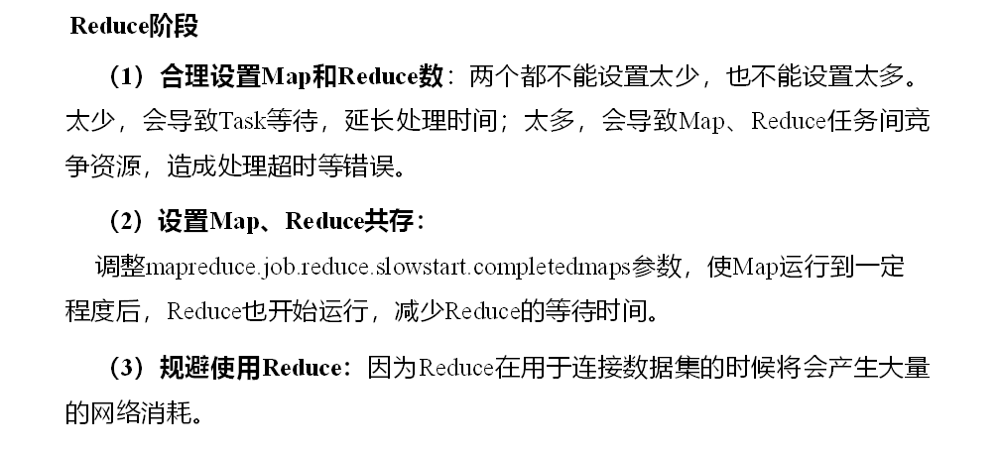 Reduce阶段
（1）合理设置Map和Reduce数：两个都不能设置太少，也不能设置太多。
太少，会导致Task等待，延长处理时间；太多，会导致Map、Reduce任务间竞
争资源，造成处理超时等错误。
（2）设置Map、Reduce共存：
调整mapreduce.job.reduce.slowstart.completedmaps参数，使Map运行到一定
程度后，Reduce也开始运行，减少Reduce的等待时间。
（3）规避使用Reduce：因为Reduce在用于连接数据集的时候将会产生大量
的网络消耗。